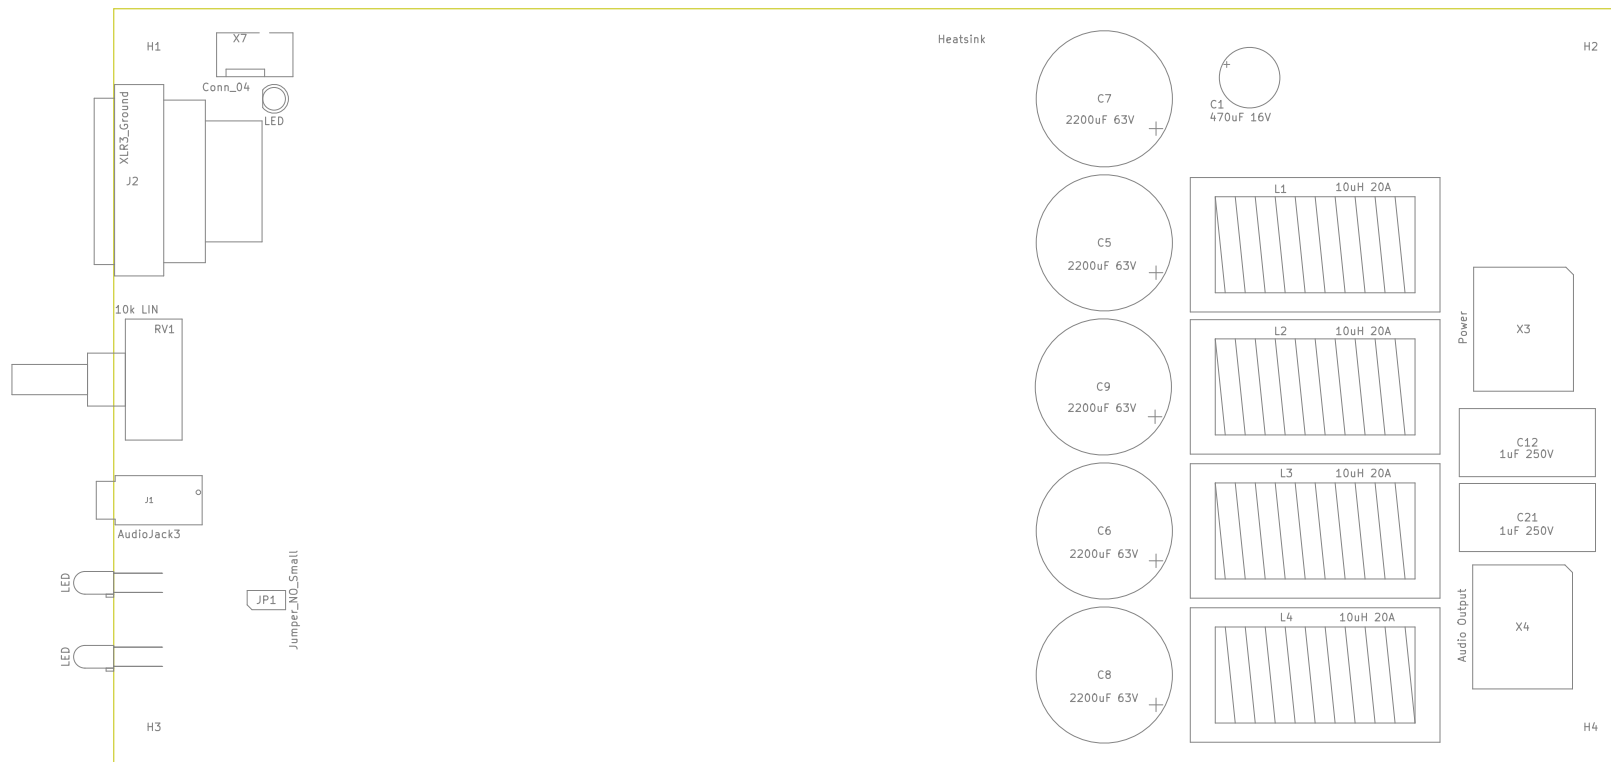 H1
X7
Heatsink
H2
Conn_04
LED
C7
2200uF 63V
C1
470uF 16V
XLR3_Ground
J2
L1 10uH 20A
C5
2200uF 63V
10k LIN
RV1
L2 10uH 20A
Power
X3
C9
2200uF 63V
C12
1uF 250V
L3 10uH 20A
J1
AudioJack3
C6
2200uF 63V
C21
1uF 250V
LED
JP1
Jumper_NO_Small
L4 10uH 20A
Audio Output
X4
LED
C8
2200uF 63V
H3
H4